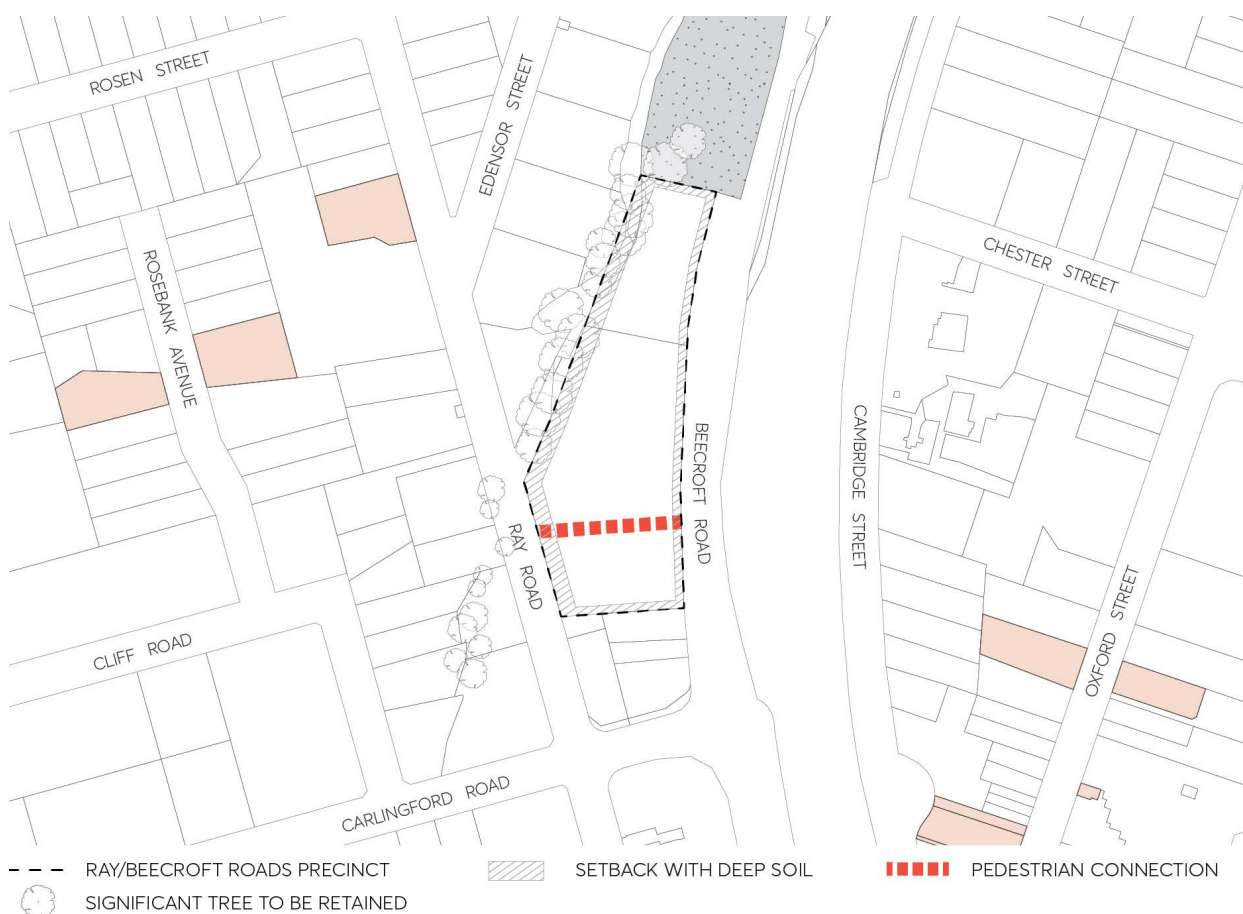 ROSEN STREET
EDENSOR STREET
ROSEBANK AVENUE
CHESTER STREET
BEECROFT ROAD
CAMBRIDGE STREET
RAY ROAD
OXFORD STREET
CLIFF ROAD
CARLINGFORD ROAD
RAY/BEECROFT ROADS PRECINCT
SETBACK WITH DEEP SOIL
PEDESTRIAN CONNECTION
SIGNIFICANT TREE TO BE RETAINED